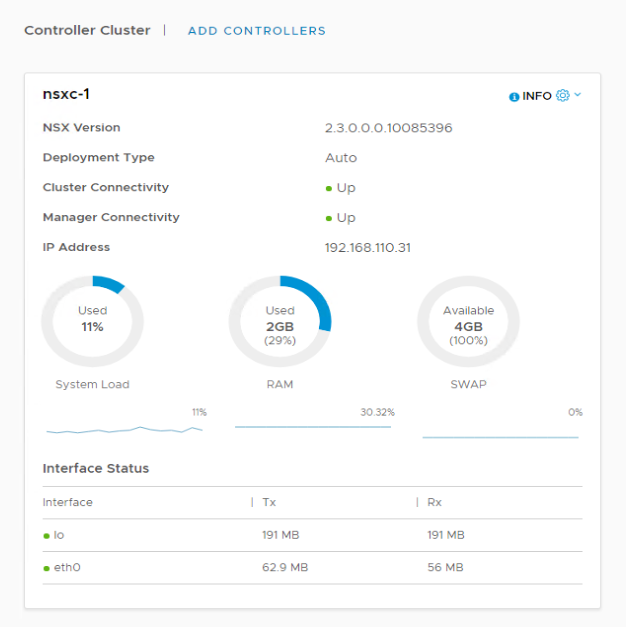 Controller Cluster | ADD CONTROLLERS
nsxc-1 INFO
NSX Version 2.3.0.0.0.10085396
Deployment Type Auto
Cluster Connectivity Up
Manager Connectivity Up
IP Address 192.168.110.31
Used 11%
System Load
11%
Used 2GB (29%)
RAM
30.32%
Available 4GB (100%)
SWAP
0%
Interface Status
Interface | Tx | Rx
lo 191 MB 191 MB
eth0 62.9 MB 56 MB